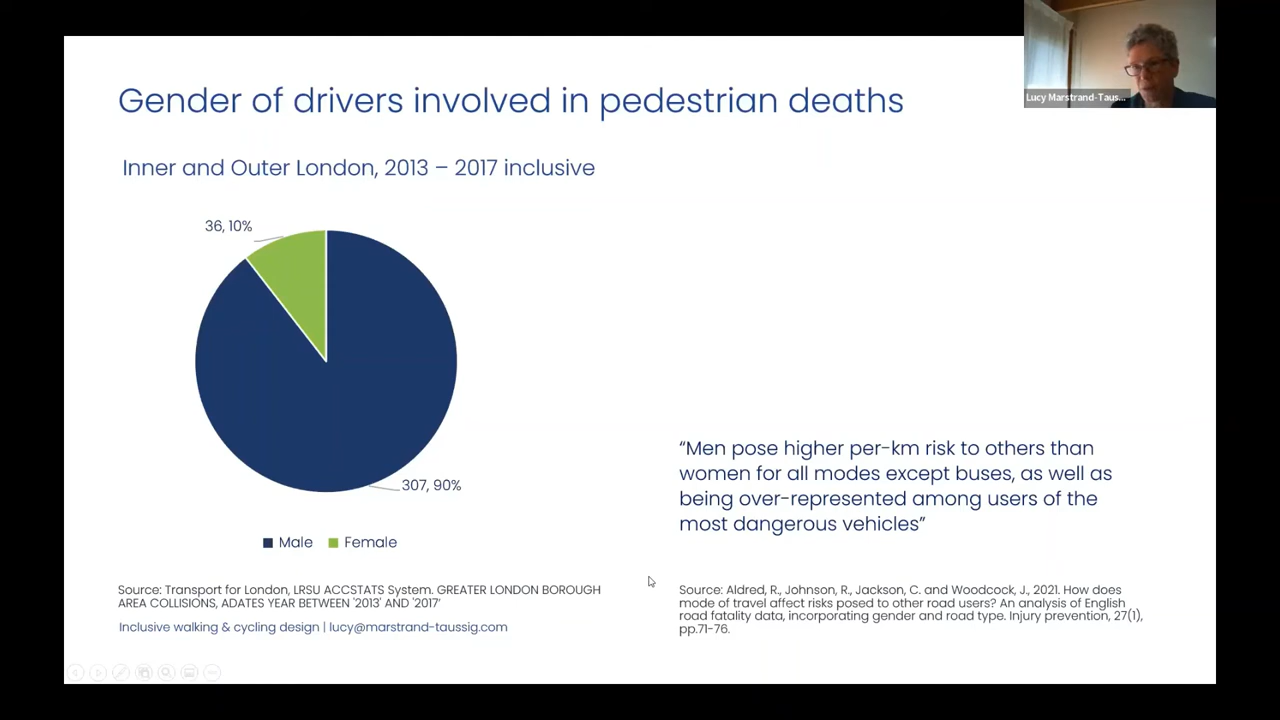 Gender of drivers involved in pedestrian deaths
Lucy Marstrand-Taus...
Inner and Outer London, 2013 – 2017 inclusive
36, 10%
307, 90%
Male Female
“Men pose higher per-km risk to others than
women for all modes except buses, as well as
being over-represented among users of the
most dangerous vehicles”
Source: Transport for London, LRSU ACCSTATS System. GREATER LONDON BOROUGH
AREA COLLISIONS, ADATES YEAR BETWEEN '2013' AND '2017'
Inclusive walking & cycling design | lucy@marstrand-taussig.com
Source: Aldred, R., Johnson, R., Jackson, C. and Woodcock, J., 2021. How does
mode of travel affect risks posed to other road users? An analysis of English
road fatality data, incorporating gender and road type. Injury prevention, 27(1),
pp.71-76.